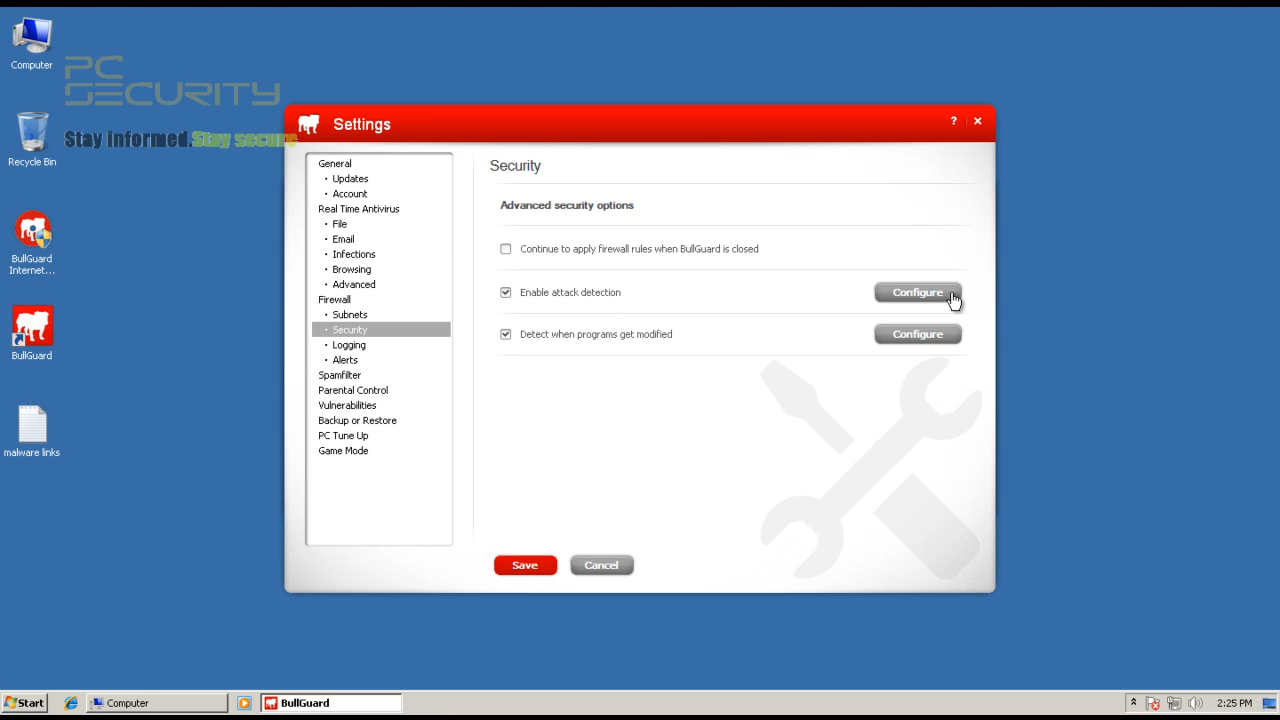 Computer
PC
SECURITY
Stay informed.Stay secure
Recycle Bin
BullGuard
Internet...
BullGuard
malware links
Settings
?
×
General
• Updates
• Account
Real Time Antivirus
• File
• Email
• Infections
• Browsing
• Advanced
Firewall
• Subnets
• Security
• Logging
• Alerts
Spamfilter
Parental Control
Vulnerabilities
Backup or Restore
PC Tune Up
Game Mode
Security
Advanced security options
Continue to apply firewall rules when BullGuard is closed
Enable attack detection
Configure
Detect when programs get modified
Configure
Save
Cancel
Start
Computer
BullGuard
2:25 PM